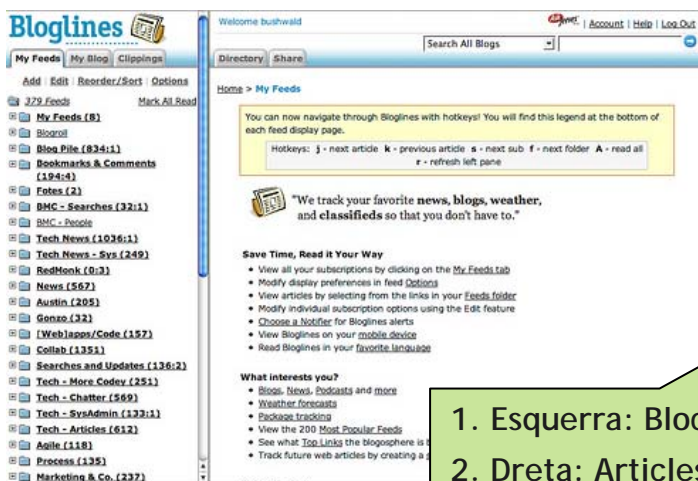 Bloglines
Welcome bushwald
Account | Help | Log Out
Search All Blogs
My Feeds My Blog Clippings
Directory Share
Add | Edit | Reorder/Sort | Options
379 Feeds Mark All Read
My Feeds (8)
Blogroll
Blog Pile (834:1)
Bookmarks & Comments
(194:4)
Fotes (2)
BMC - Searches (32:1)
BMC - People
Tech News (1036:1)
Tech News - Sys (249)
RedMonk (0:3)
News (567)
Austin (205)
Gonzo (32)
[Web]apps/Code (157)
Collab (1351)
Searches and Updates (136:2)
Tech - More Codey (251)
Tech - Chatter (569)
Tech - SysAdmin (133:1)
Tech - Articles (612)
Agile (118)
Process (135)
Marketing & Co. (237)
Home > My Feeds
You can now navigate through Bloglines with hotkeys! You will find this legend at the bottom of
each feed display page.
Hotkeys: j - next article k - previous article s - next sub f - next folder A - read all
r - refresh left pane
"We track your favorite news, blogs, weather,
and classifieds so that you don't have to."
Save Time, Read it Your Way
View all your subscriptions by clicking on the My Feeds tab
Modify display preferences in feed Options
View articles by selecting from the links in your Feeds folder
Modify individual subscription options using the Edit feature
Choose a Notifier for Bloglines alerts
View Bloglines on your mobile device
Read Bloglines in your favorite language
What interests you?
Blogs, News, Podcasts and more
Weather forecasts
Package tracking
View the 200 Most Popular Feeds
See what Top Links the blogosphere is
Track future web articles by creating a
1. Esquerra:
2. Dreta: Articles